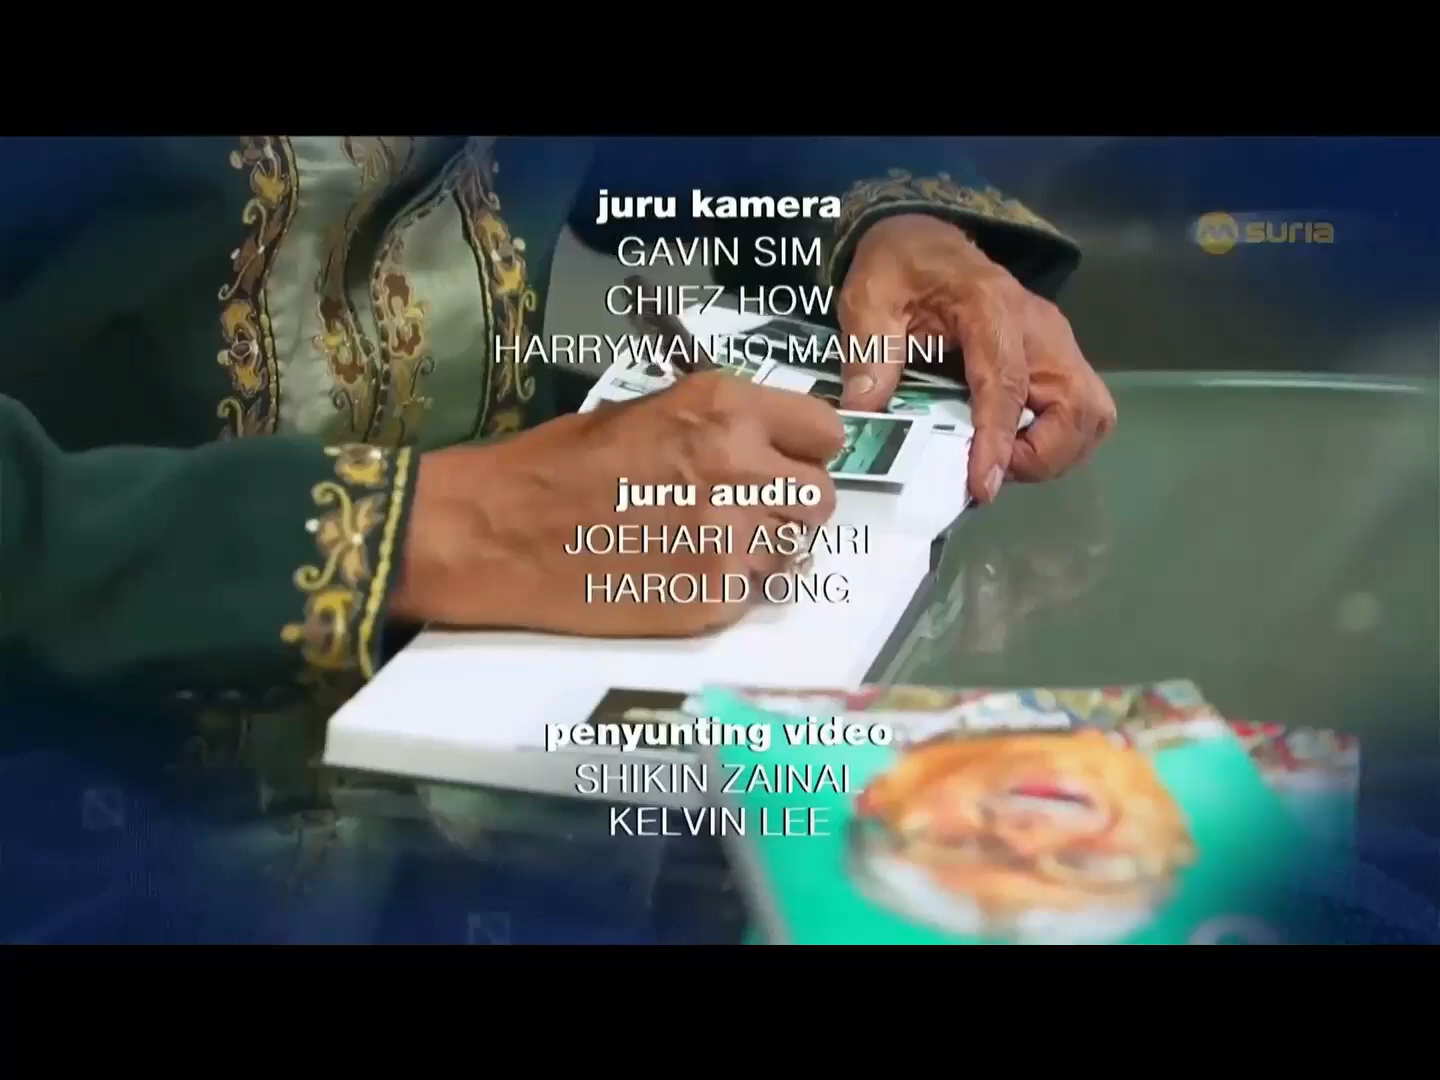 juru kamera
GAVIN SIM
CHIEZ HOW
HARRYWANTO MAMENI
suria
juru audio
JOEHARI AS'ARI
HAROLD ONG
penyunting video
SHIKIN ZAINAL
KELVIN LEE